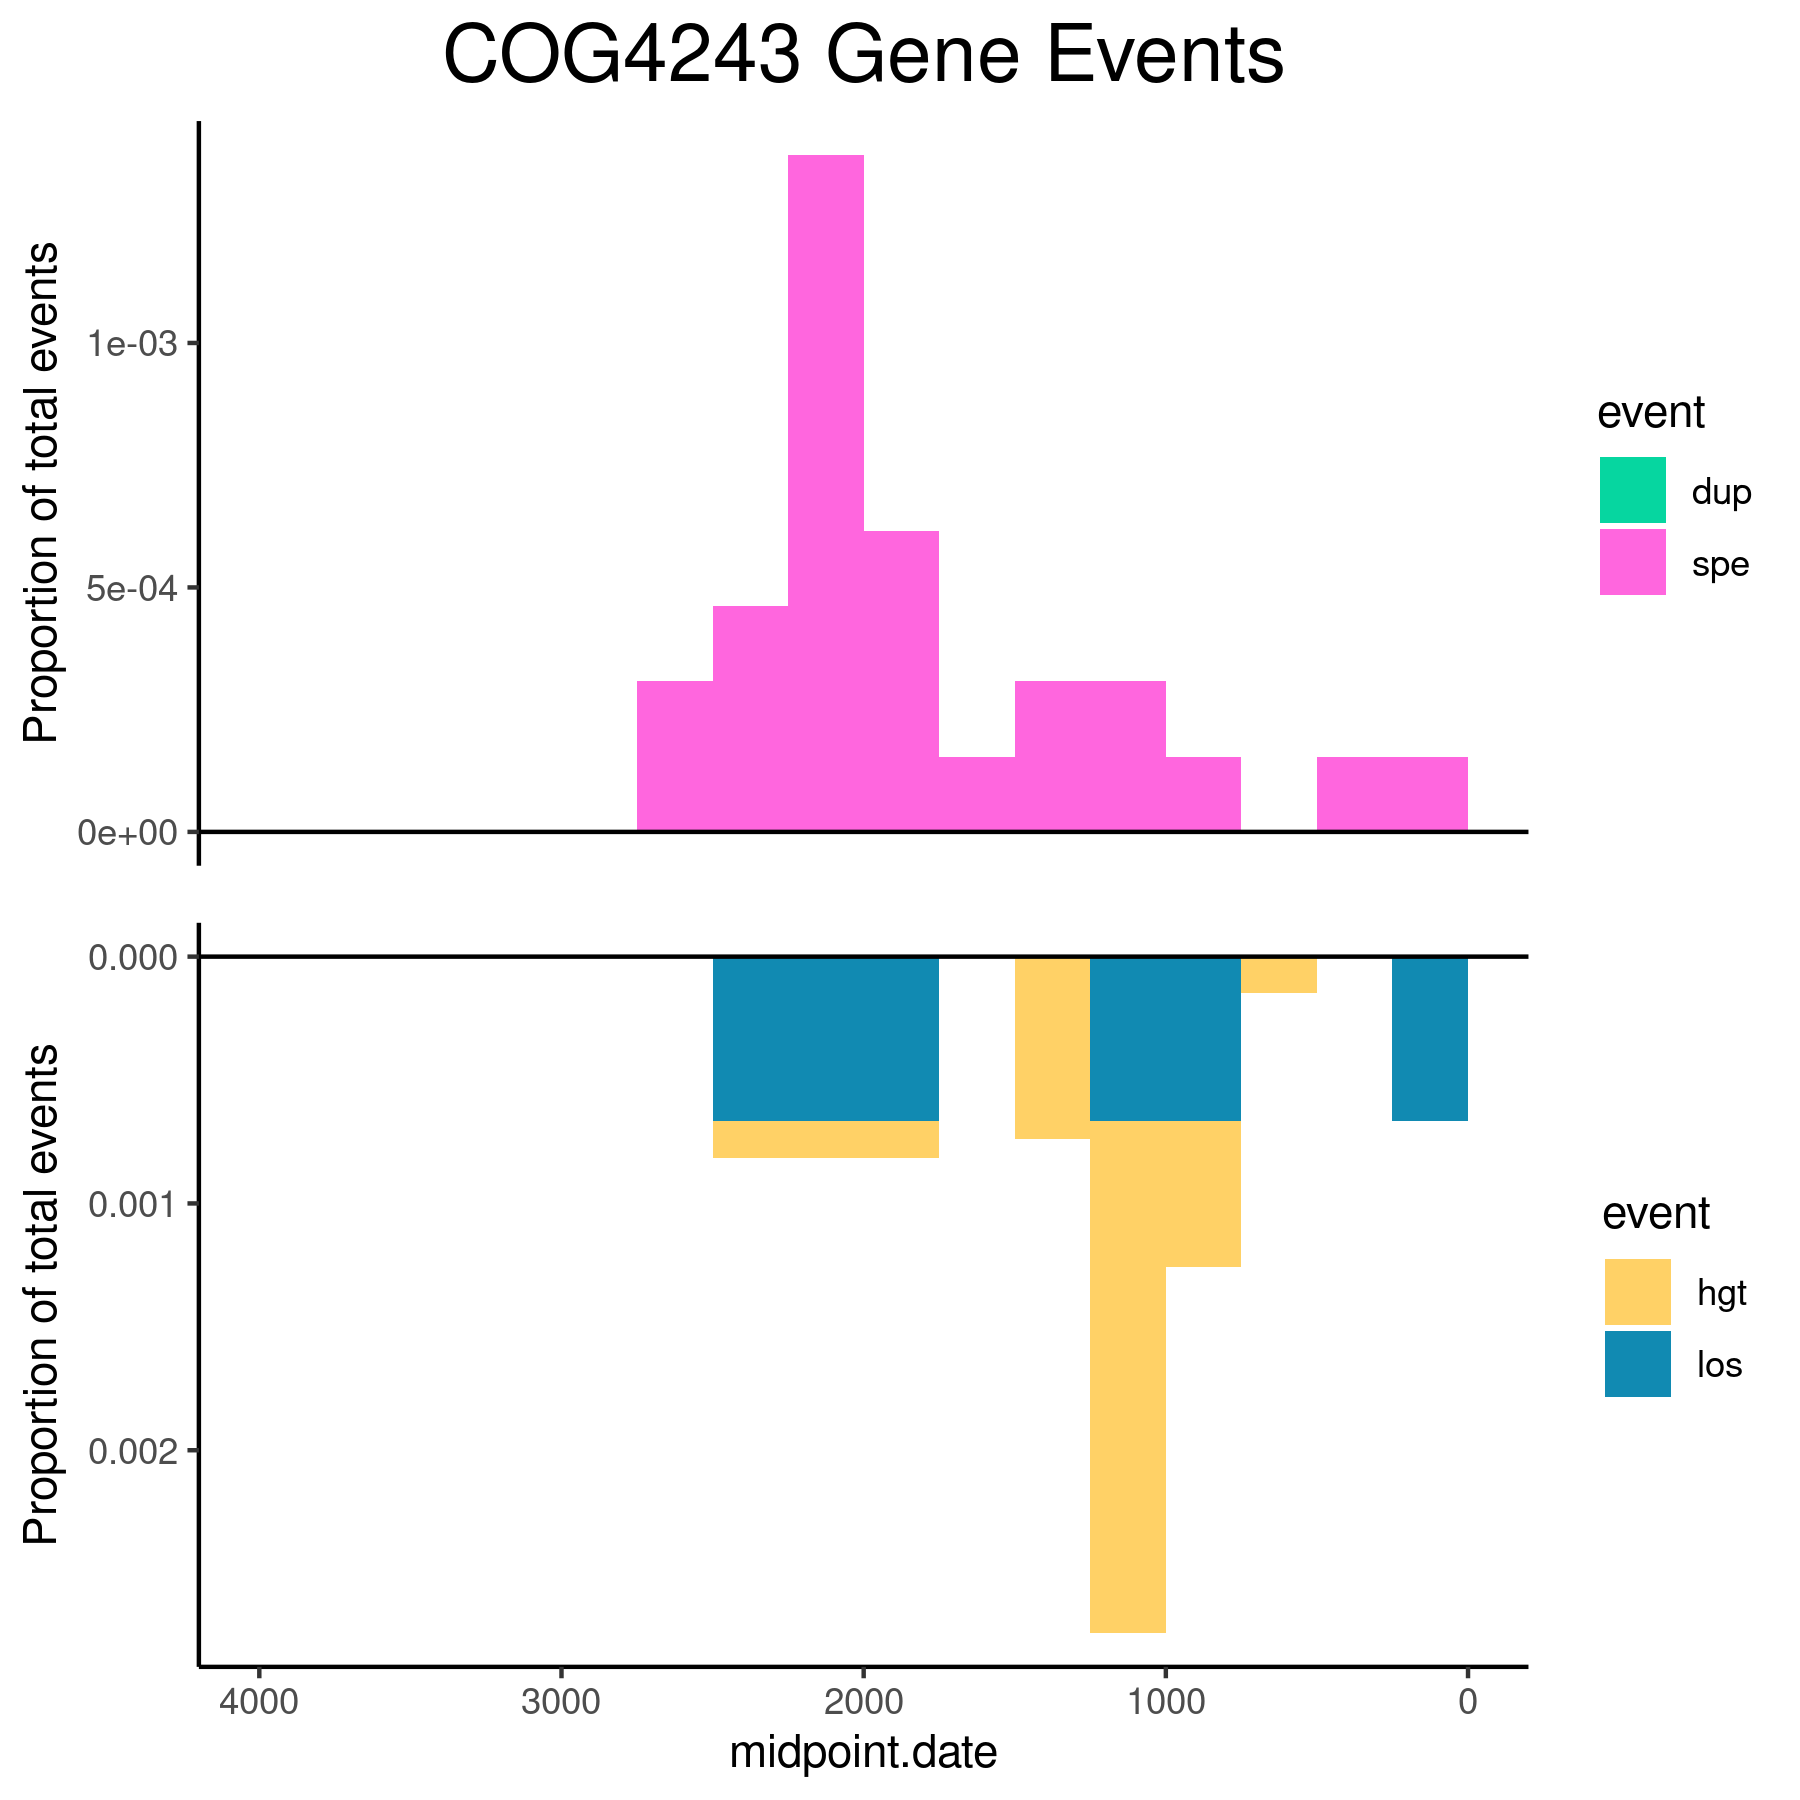 COG4243 Gene Events
Proportion of total events
1e-03
5e-04
0e+00
event
dup
spe
Proportion of total events
0.000
0.001
0.002
event
hgt
los
4000 3000 2000 1000 0
midpoint.date